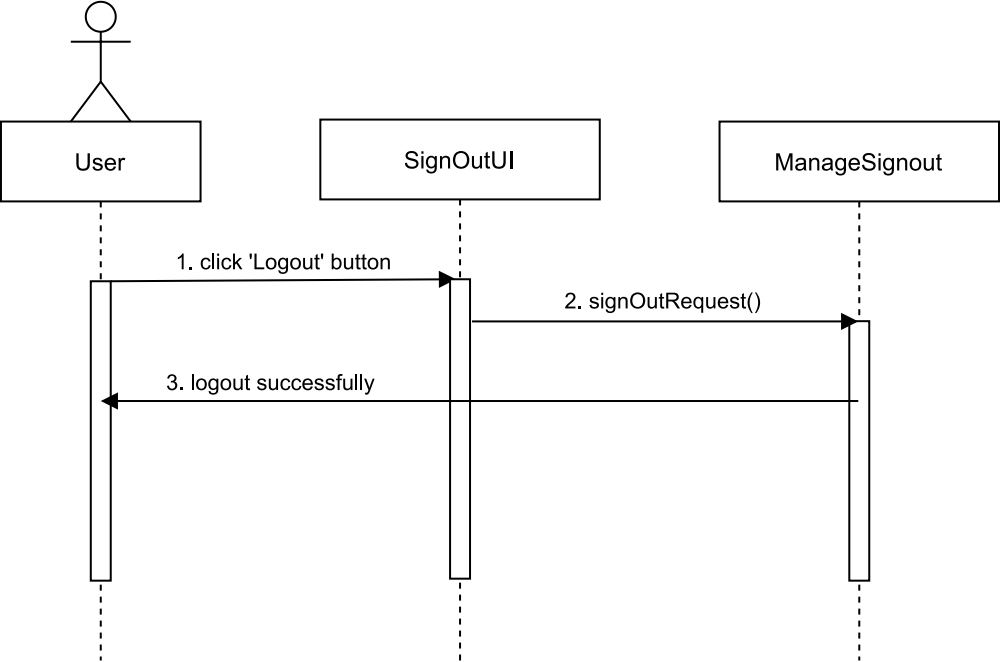 User
SignOutUI
ManageSignout
1. click 'Logout' button
2. signOutRequest()
3. logout successfully